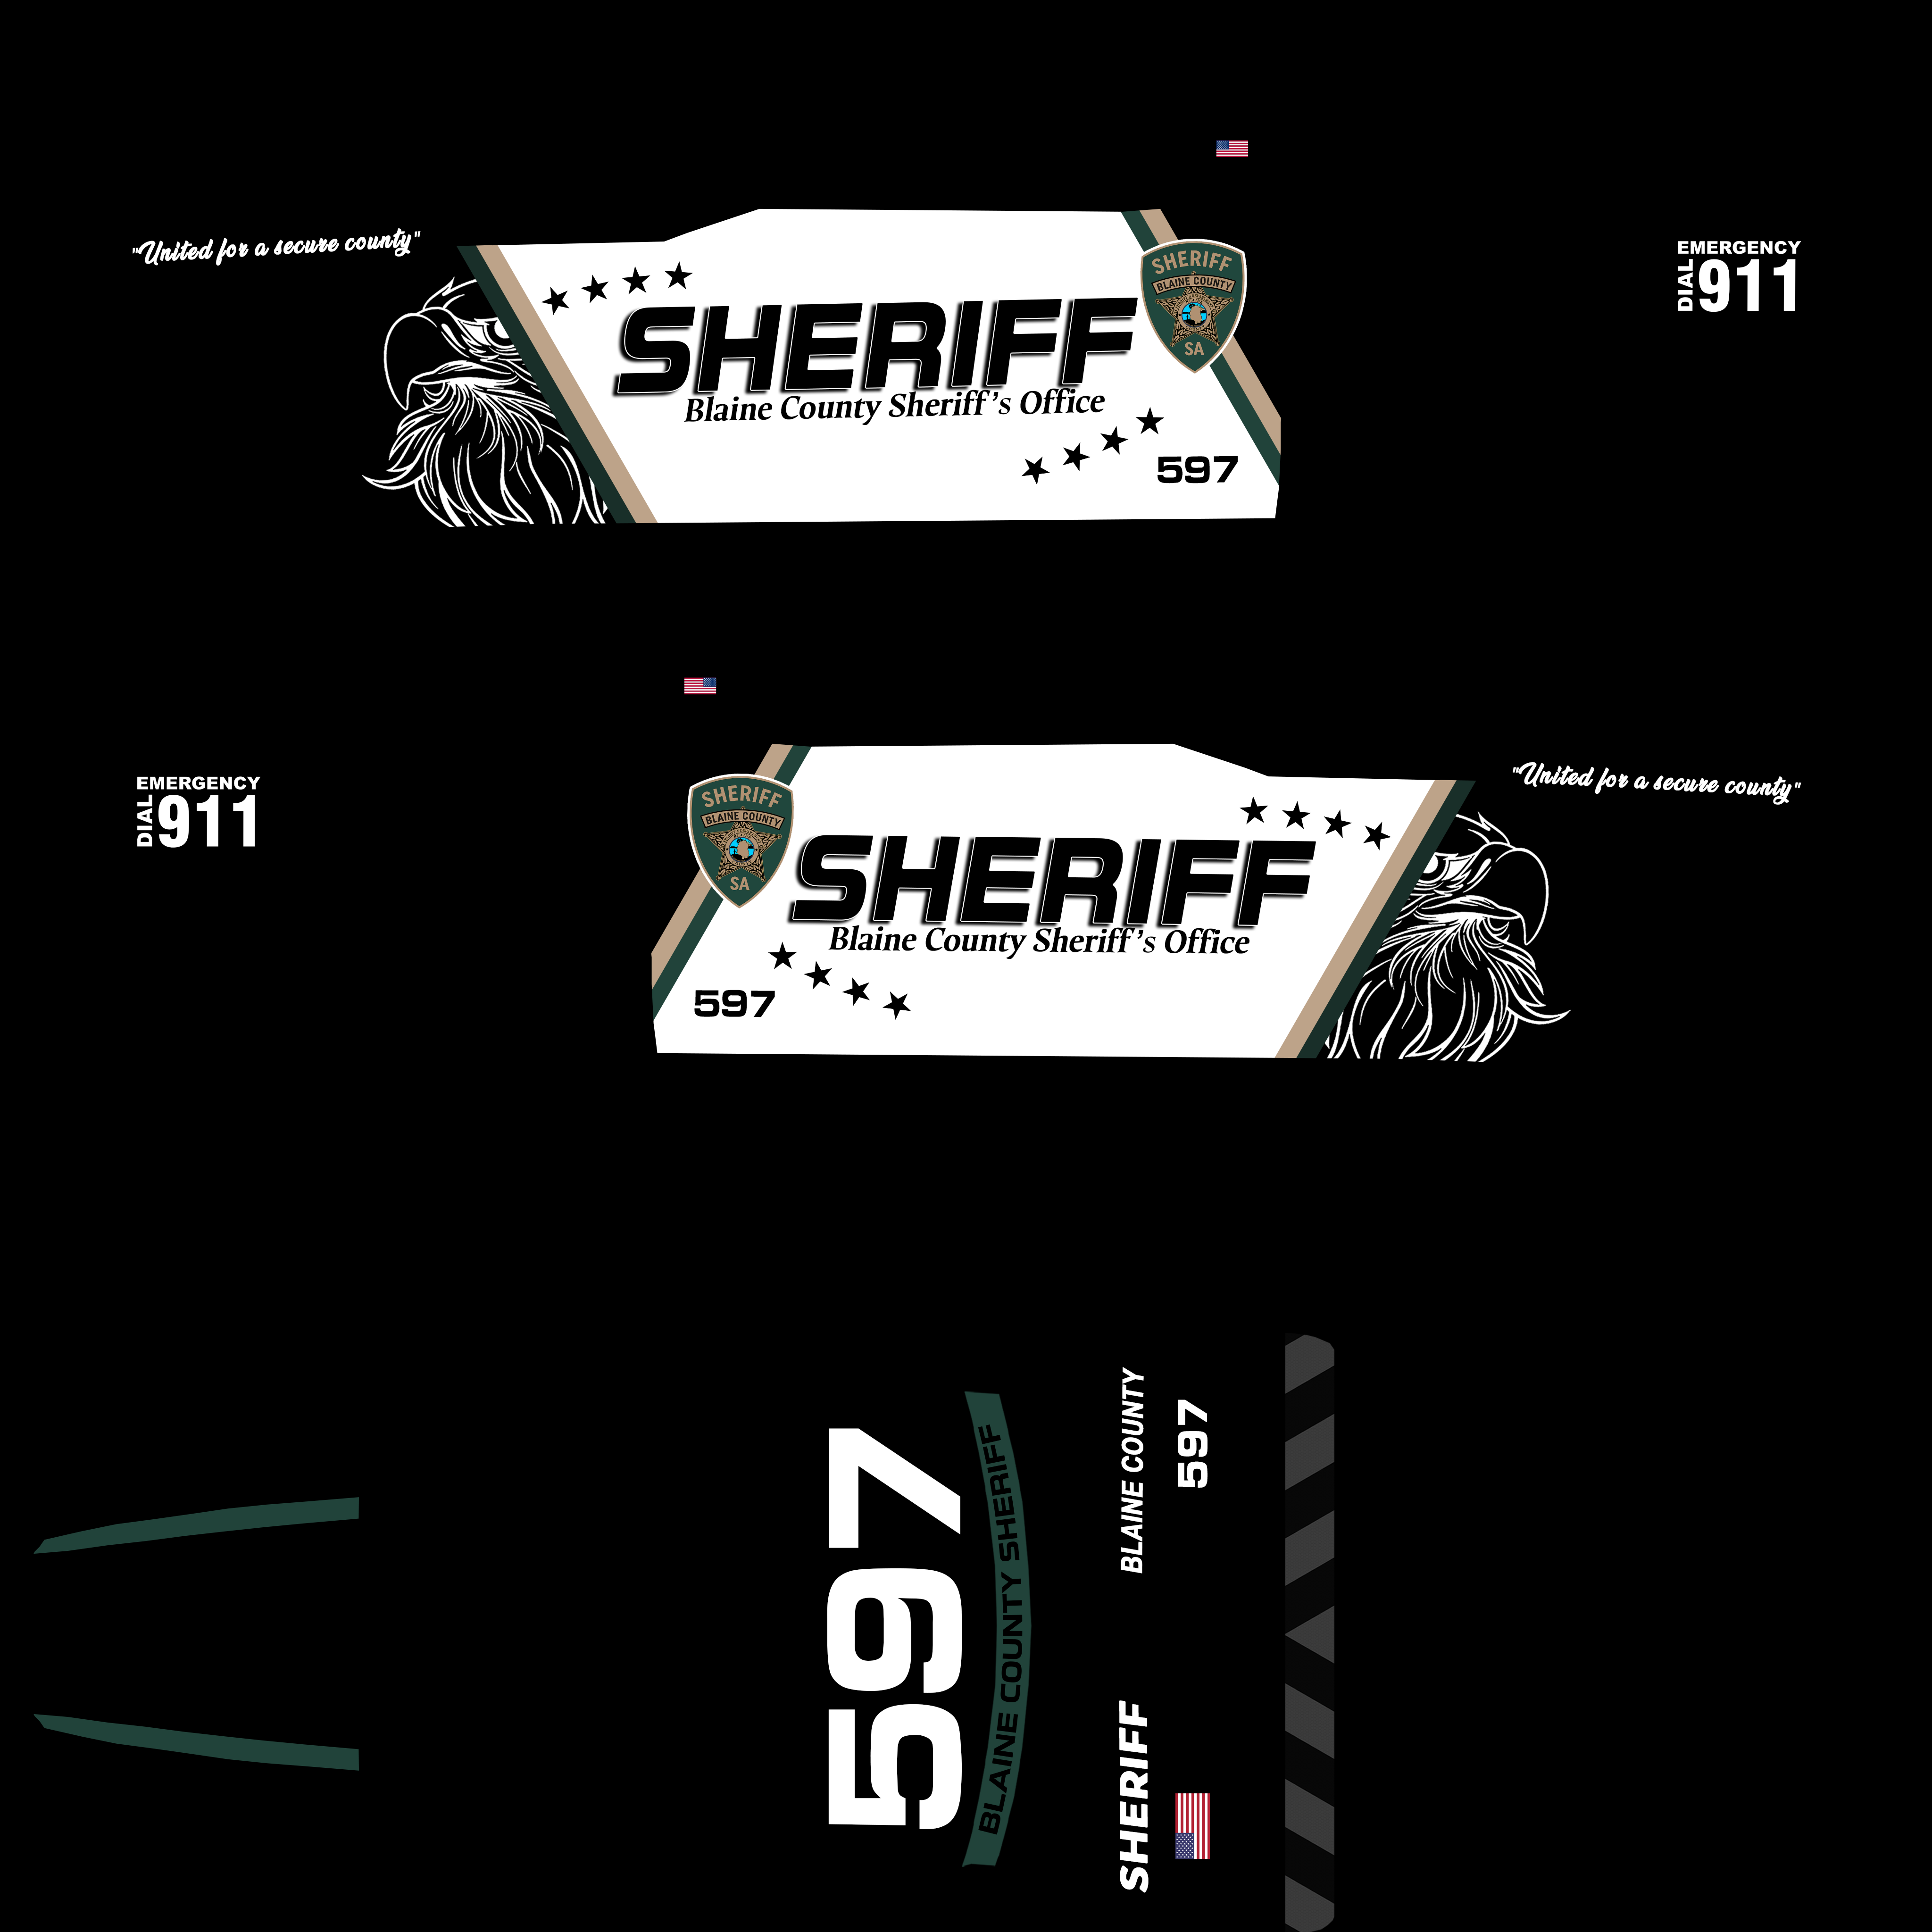 "United for a secure county"
EMERGENCY
DIAL 911
SHERIFF
BLAINE COUNTY
SA
SHERIFF
Blaine County Sheriff's Office
597
EMERGENCY
DIAL 911
"United for a secure county"
SHERIFF
BLAINE COUNTY
SA
SHERIFF
Blaine County Sheriff's Office
597
597
BLAINE COUNTY SHERIFF
BLAINE COUNTY
597
SHERIFF